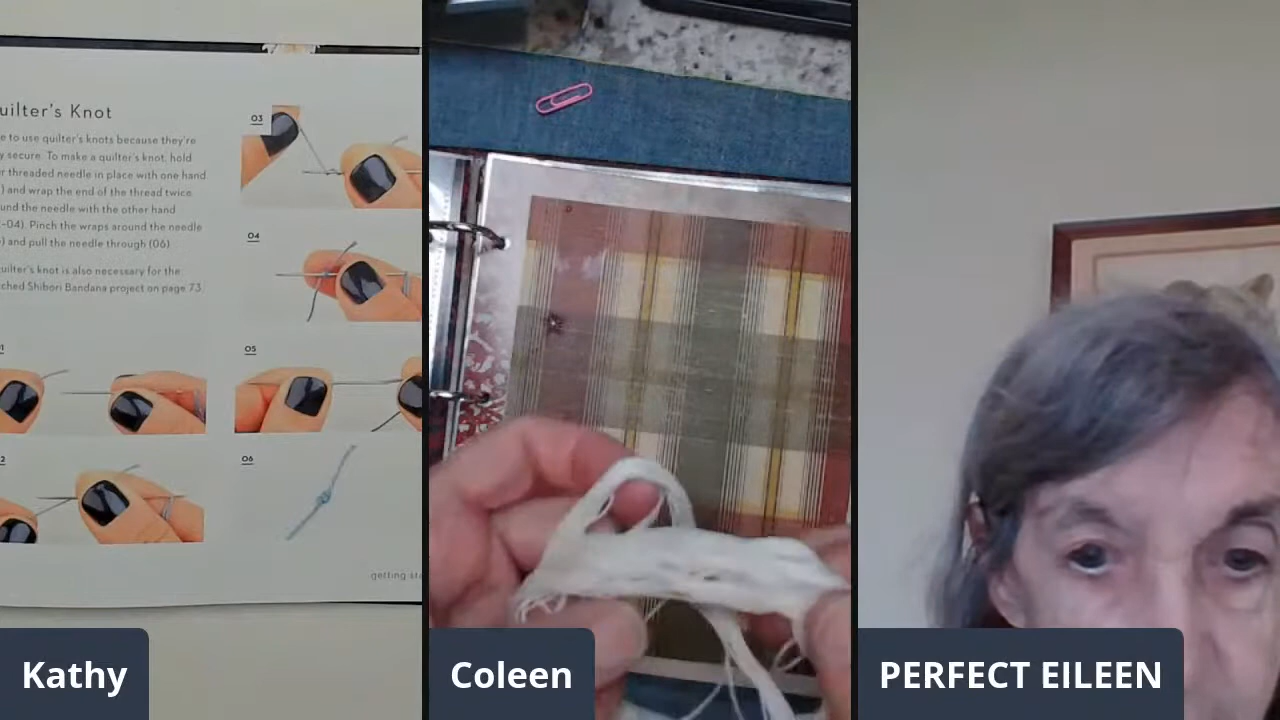 uilter's Knot
e to use quilter's knots because they're
y secure. To make a quilter's knot, hold
r threaded needle in place with one hand
) and wrap the end of the thread twice
und the needle with the other hand
-04). Pinch the wraps around the needle
) and pull the needle through (06)
uilter's knot is also necessary for the
ched Shibori Bandana project on page 73
03
04
1
05
2
06
getting sta
Kathy
Coleen
PERFECT EILEEN